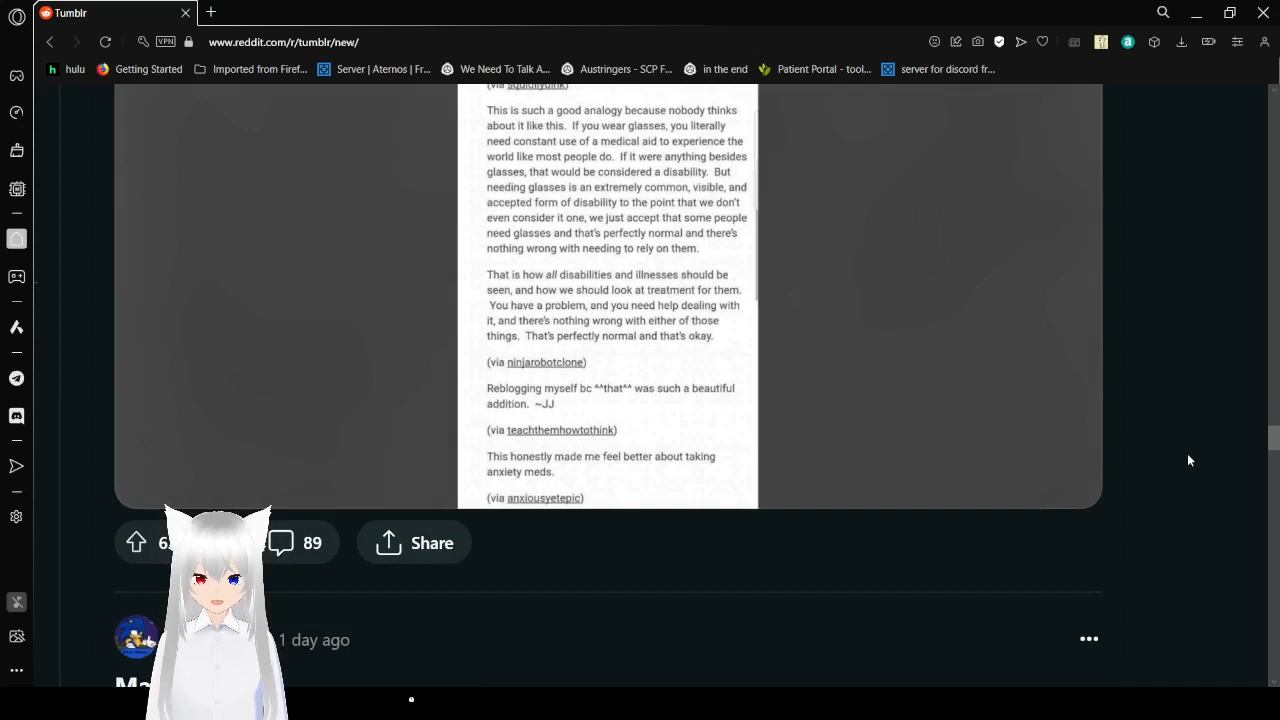 Tumblr
VPN www.reddit.com/r/tumblr/new/
hulu Getting Started Imported from Firef... Server | Aternos | Fr... We Need To Talk A... Austringers - SCP F... in the end Patient Portal - tool... server for discord fr...
(via squidlydink)
This is such a good analogy because nobody thinks
about it like this. If you wear glasses, you literally
need constant use of a medical aid to experience the
world like most people do. If it were anything besides
glasses, that would be considered a disability. But
needing glasses is an extremely common, visible, and
accepted form of disability to the point that we don't
even consider it one, we just accept that some people
need glasses and that's perfectly normal and there's
nothing wrong with needing to rely on them.
That is how all disabilities and illnesses should be
seen, and how we should look at treatment for them.
You have a problem, and you need help dealing with
it, and there's nothing wrong with either of those
things. That's perfectly normal and that's okay.
(via ninjarobotclone)
Reblogging myself bc ^^that^^ was such a beautiful
addition. ~JJ
(via teachthemhowtothink)
This honestly made me feel better about taking
anxiety meds.
(via anxiousyetepic)
89 Share
1 day ago